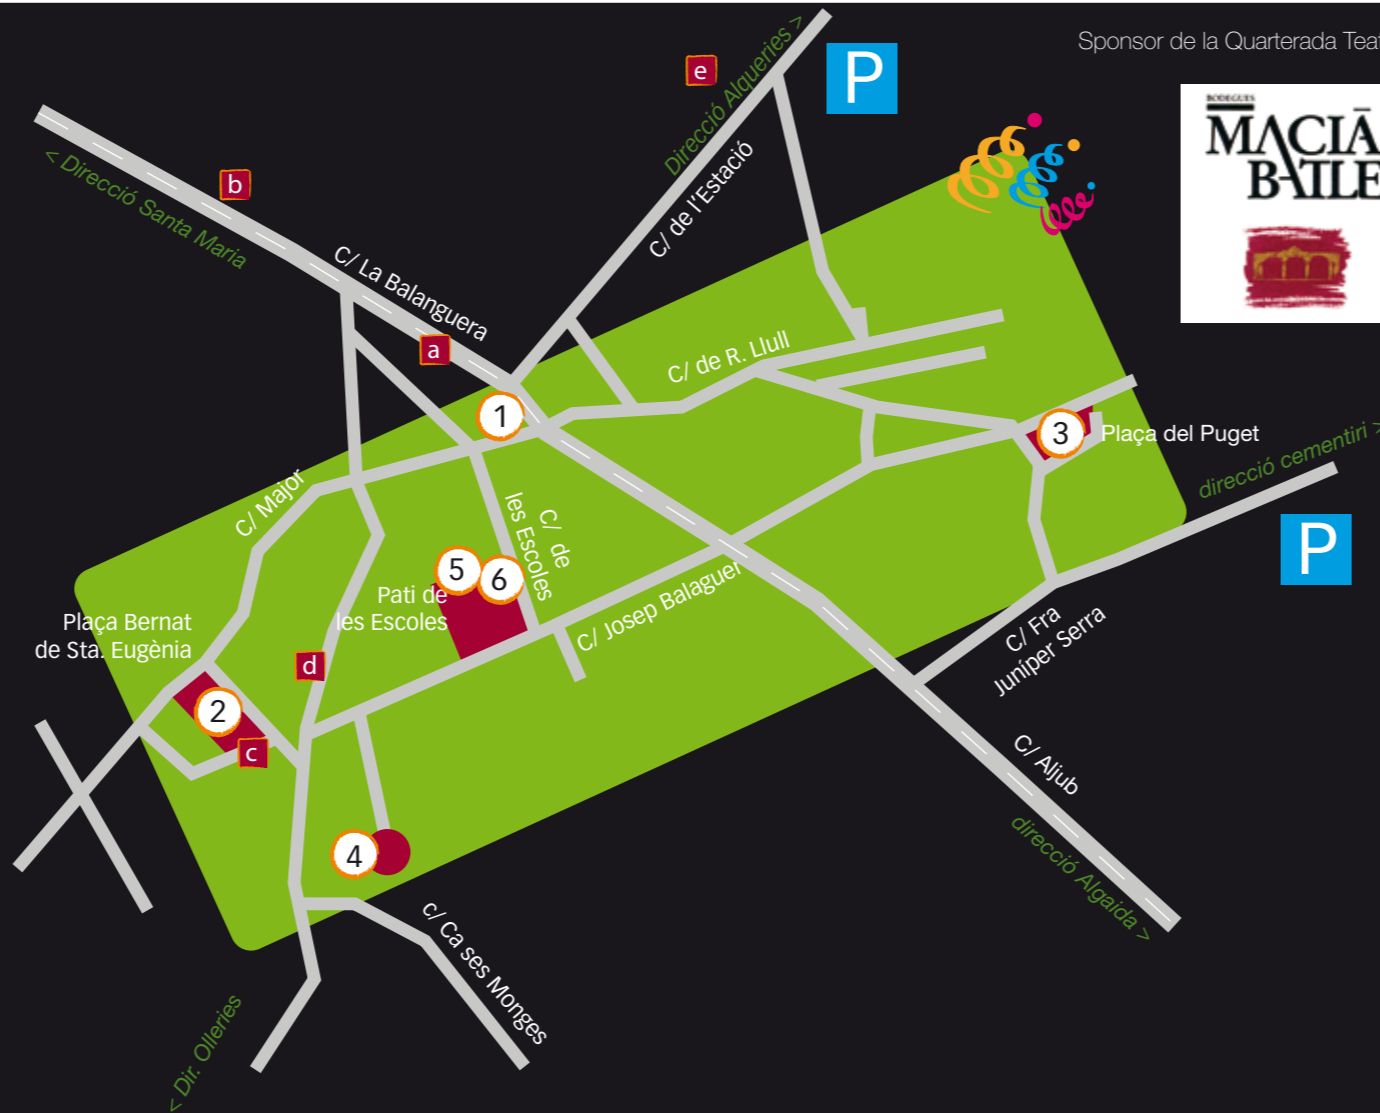 Sponsor de la Quarterada
BODEGUES
MACIÀ
BATLE
e
Direcció Alqueries >
P
b
< Direcció Santa Maria
C/ de l'Estació
C/ La Balanguera
a
C/ de R. Llull
1
3
Plaça del Puget
direcció cementiri >
C/ Major
C/ de
les Escoles
P
5
6
Pati de
les Escoles
C/ Josep Balaguer
Plaça Bernat
de Sta. Eugènia
C/ Fra
Juníper Serra
d
2
c
C/ Aljub
4
direcció Algaida >
c/ Ca ses Monges
< Dir. Olleries